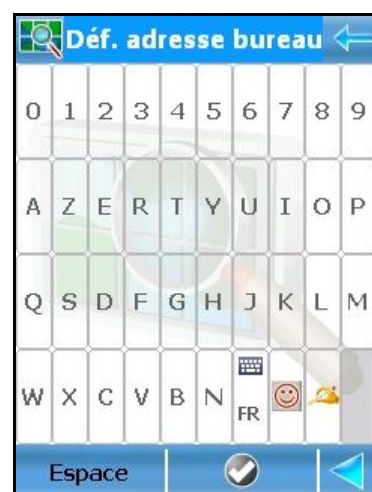 Déf. adresse bureau
0 1 2 3 4 5 6 7 8 9
A Z E R T Y U I O P
Q S D F G H J K L M
W X C V B N FR
Espace